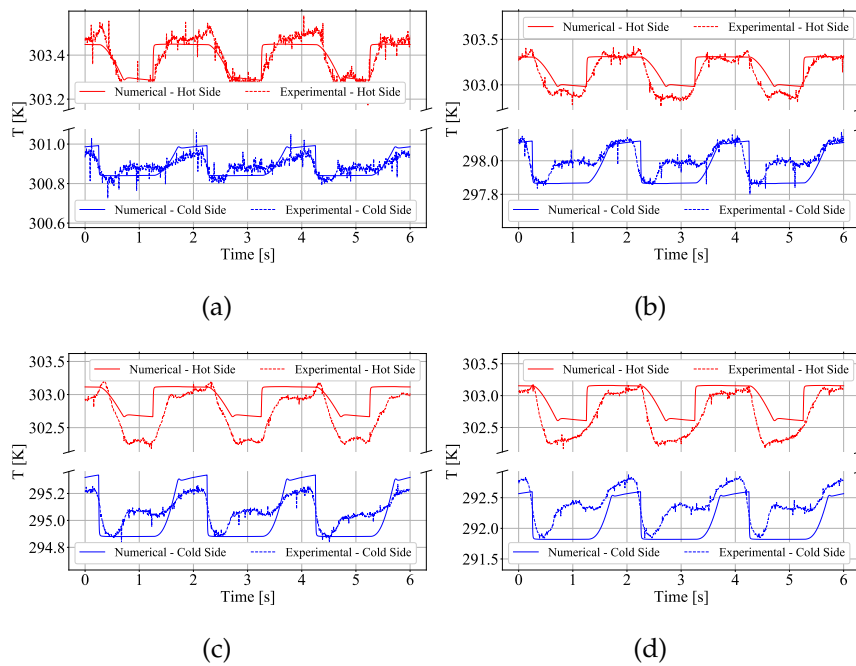 303.4
303.2
Numerical - Hot Side
Experimental - Hot Side
T [K]
301.0
300.8
300.6
Numerical - Cold Side
Experimental - Cold Side
0 1 2 3 4 5 6
Time [s]
(a)
303.5
303.0
Numerical - Hot Side
Experimental - Hot Side
T [K]
298.0
297.8
Numerical - Cold Side
Experimental - Cold Side
0 1 2 3 4 5 6
Time [s]
(b)
303.5
303.0
302.5
Numerical - Hot Side
Experimental - Hot Side
T [K]
295.2
295.0
294.8
Numerical - Cold Side
Experimental - Cold Side
0 1 2 3 4 5 6
Time [s]
(c)
303.5
303.0
302.5
Numerical - Hot Side
Experimental - Hot Side
T [K]
292.5
292.0
291.5
Numerical - Cold Side
Experimental - Cold Side
0 1 2 3 4 5 6
Time [s]
(d)